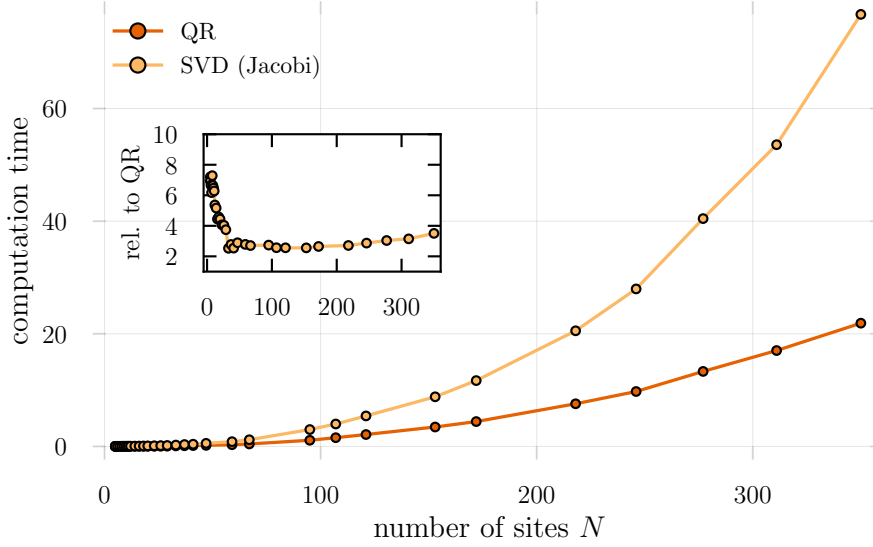 QR
SVD (Jacobi)
computation time
60
40
20
0
0 100 200 300
number of sites N
rel. to QR
10
8
6
4
2
0 100 200 300